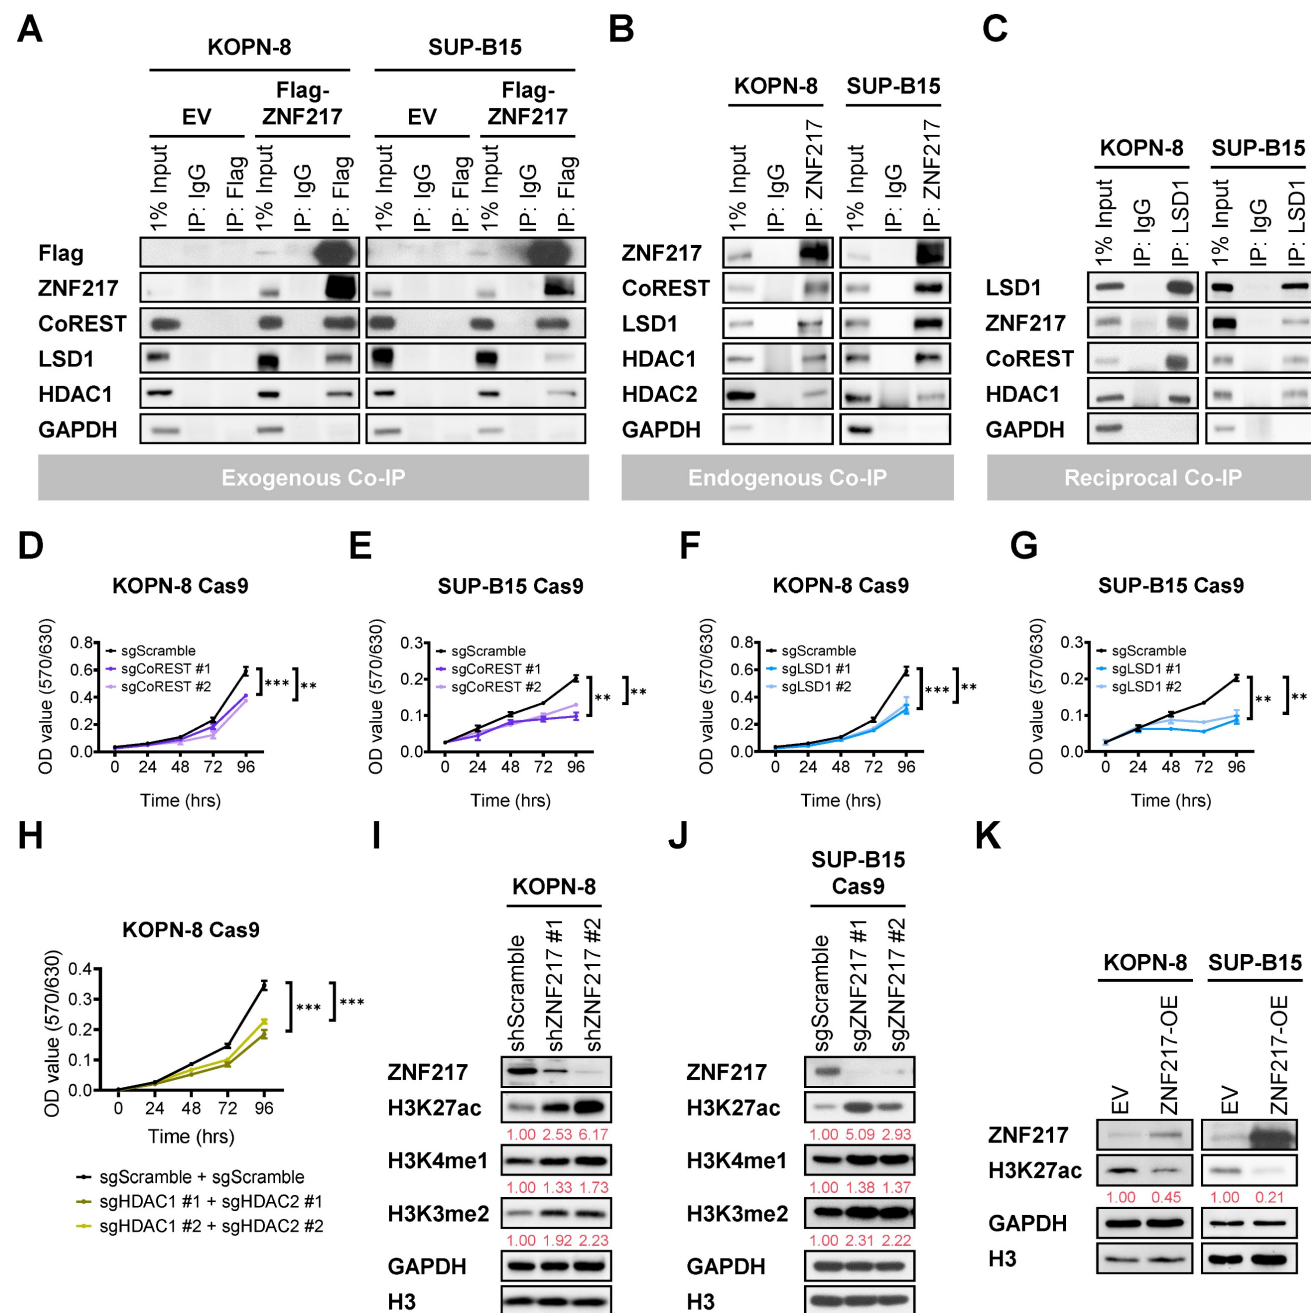 A
KOPN-8
SUP-B15
EV
Flag-
ZNF217
EV
Flag-
ZNF217
1% Input
IP: IgG
IP: Flag
1% Input
IP: IgG
IP: Flag
1% Input
IP: IgG
IP: Flag
1% Input
IP: IgG
IP: Flag
Flag
ZNF217
CoREST
LSD1
HDAC1
GAPDH
Exogenous Co-IP
B
KOPN-8
SUP-B15
1% Input
IP: IgG
IP: ZNF217
1% Input
IP: IgG
IP: ZNF217
ZNF217
CoREST
LSD1
HDAC1
HDAC2
GAPDH
Endogenous Co-IP
C
KOPN-8
SUP-B15
1% Input
IP: IgG
IP: LSD1
1% Input
IP: IgG
IP: LSD1
LSD1
ZNF217
CoREST
HDAC1
GAPDH
Reciprocal Co-IP
D
KOPN-8 Cas9
OD value (570/630)
0.8
0.6
0.4
0.2
0.0
sgScramble
sgCoREST #1
sgCoREST #2
***
**
0 24 48 72 96
Time (hrs)
E
SUP-B15 Cas9
OD value (570/630)
0.3
0.2
0.1
0.0
sgScramble
sgCoREST #1
sgCoREST #2
**
**
0 24 48 72 96
Time (hrs)
F
KOPN-8 Cas9
OD value (570/630)
0.8
0.6
0.4
0.2
0.0
sgScramble
sgLSD1 #1
sgLSD1 #2
***
**
0 24 48 72 96
Time (hrs)
G
SUP-B15 Cas9
OD value (570/630)
0.3
0.2
0.1
0.0
sgScramble
sgLSD1 #1
sgLSD1 #2
**
**
0 24 48 72 96
Time (hrs)
H
KOPN-8 Cas9
OD value (570/630)
0.4
0.3
0.2
0.1
0.0
***
***
0 24 48 72 96
Time (hrs)
sgScramble + sgScramble
sgHDAC1 #1 + sgHDAC2 #1
sgHDAC1 #2 + sgHDAC2 #2
I
KOPN-8
shScramble
shZNF217 #1
shZNF217 #2
ZNF217
H3K27ac
1.00 2.53 6.17
H3K4me1
1.00 1.33 1.73
H3K3me2
1.00 1.92 2.23
GAPDH
H3
J
SUP-B15
Cas9
sgScramble
sgZNF217 #1
sgZNF217 #2
ZNF217
H3K27ac
1.00 5.09 2.93
H3K4me1
1.00 1.38 1.37
H3K3me2
1.00 2.31 2.22
GAPDH
H3
K
KOPN-8
SUP-B15
EV
ZNF217-OE
EV
ZNF217-OE
ZNF217
H3K27ac
1.00 0.45 1.00 0.21
GAPDH
H3